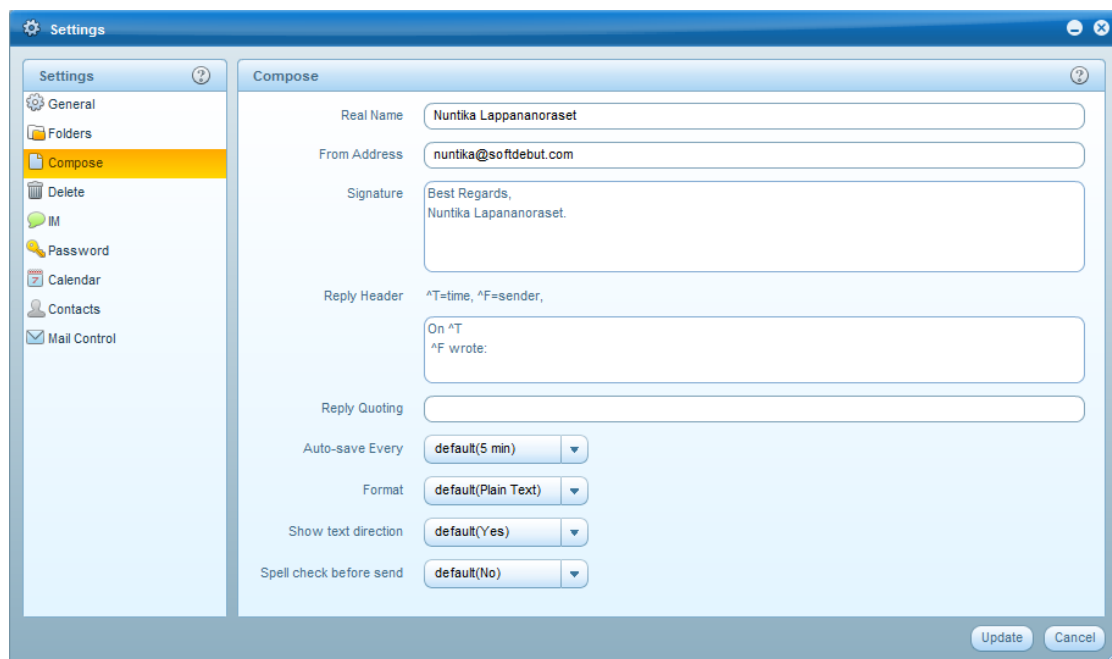 Settings
Settings
General
Folders
Compose
Delete
IM
Password
Calendar
Contacts
Mail Control
Compose
Real Name Nuntika Lappananoraset
From Address nuntika@softdebut.com
Signature Best Regards,
Nuntika Lapananoraset.
Reply Header ^T=time, ^F=sender,
On ^T
^F wrote:
Reply Quoting
Auto-save Every default(5 min)
Format default(Plain Text)
Show text direction default(Yes)
Spell check before send default(No)
Update Cancel